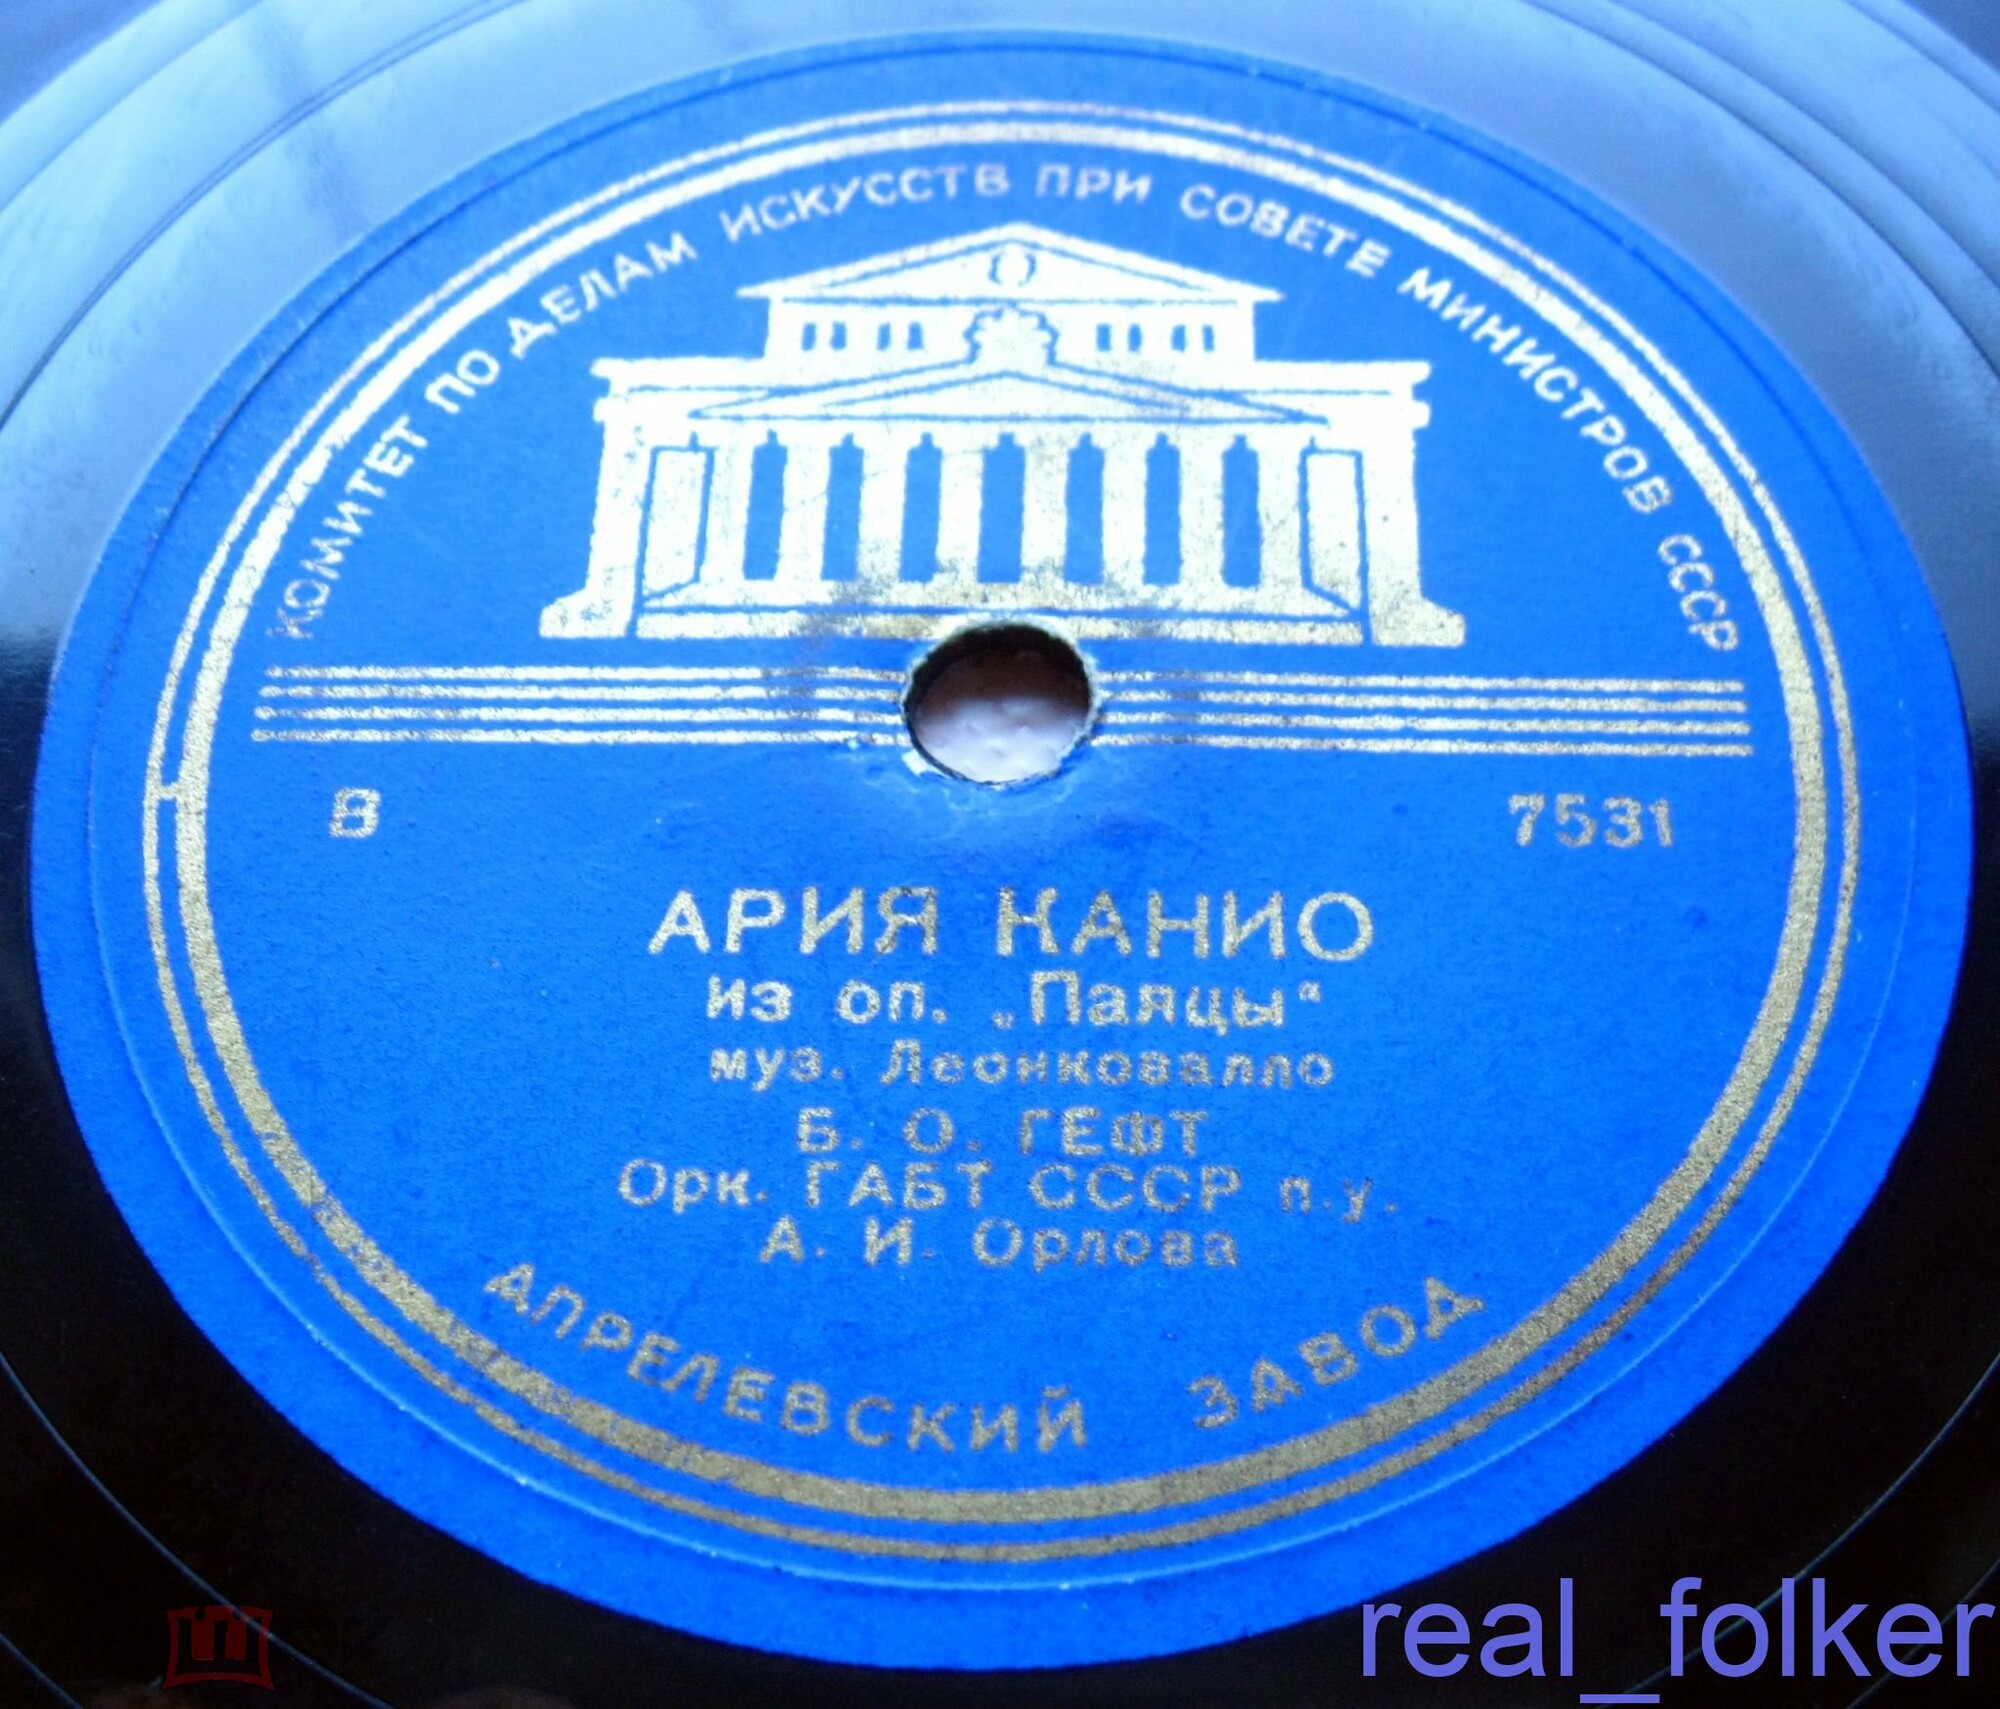 КОМИТЕТ ПО ДЕЛАМ ИСКУССТВ ПРИ СОВЕТЕ МИНИСТРОВ СССР
В 7531
АРИЯ КАНИО
из оп. „Паяцы“
муз. Леонковалло
Б. О. ГЕФТ
Орк. ГАБТ СССР п.у.
А. И. Орлова
АПРЕЛЕВСКИЙ ЗАВОД
real_folker